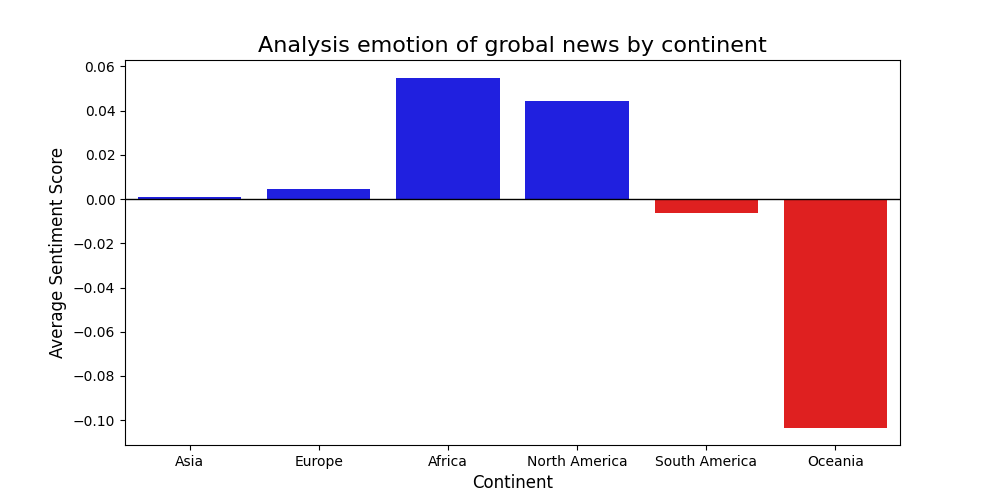 Analysis emotion of grobal news by continent
0.06
0.04
0.02
0.00
−0.02
−0.04
−0.06
−0.08
−0.10
Average Sentiment Score
Asia Europe Africa North America South America Oceania
Continent